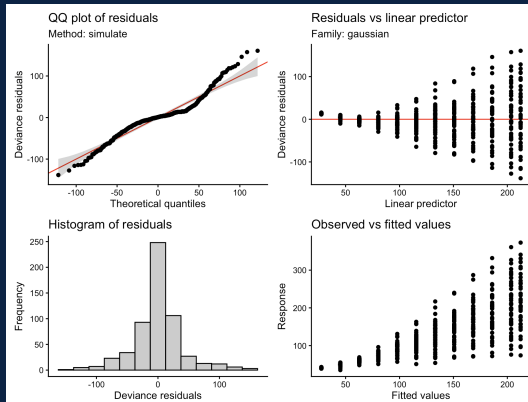 QQ plot of residuals
Method: simulate
Deviance residuals
100
0
-100
-100
-50
0
50
100
Theoretical quantiles
Residuals vs linear predictor
Family: gaussian
Deviance residuals
100
0
-100
50
100
150
200
Linear predictor
Histogram of residuals
Frequency
250
200
150
100
50
0
-100
0
100
Deviance residuals
Observed vs fitted values
Response
300
200
100
50
100
150
200
Fitted values